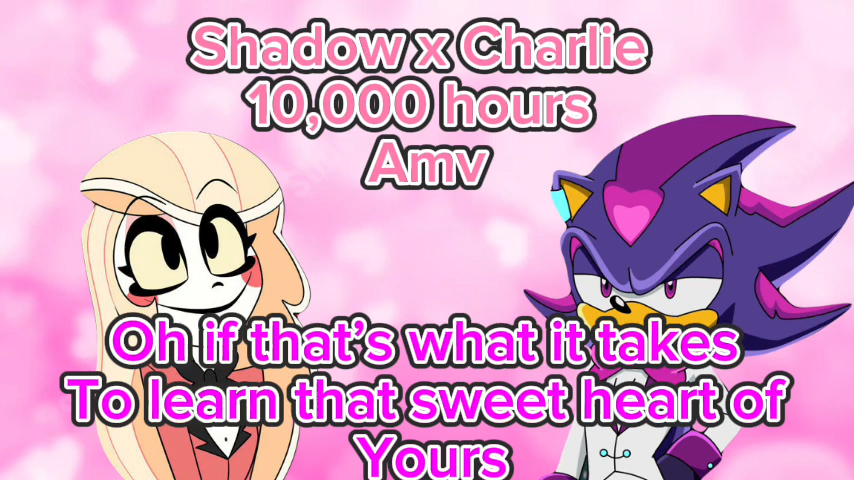 Shadow x Charlie
10,000 hours
Amv
Oh if that's what it takes
To learn that sweet heart of
Yours